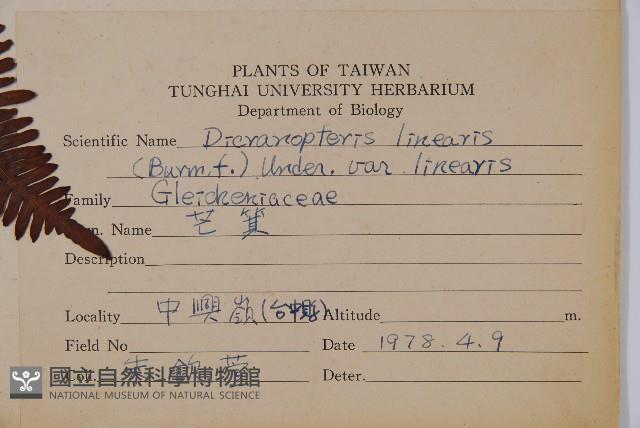 PLANTS OF TAIWAN
TUNGHAI UNIVERSITY HERBARIUM
Department of Biology
Scientific Name Dicranopteris linearis
(Burm.f.) Under. var. linearis
Family Gleicheniaceae
Name 芒萁
Description
Locality 中興嶺(台中縣) Altitude m.
Field No Date 1978.4.9
Coll. Deter.
國立自然科學博物館
NATIONAL MUSEUM OF NATURAL SCIENCE